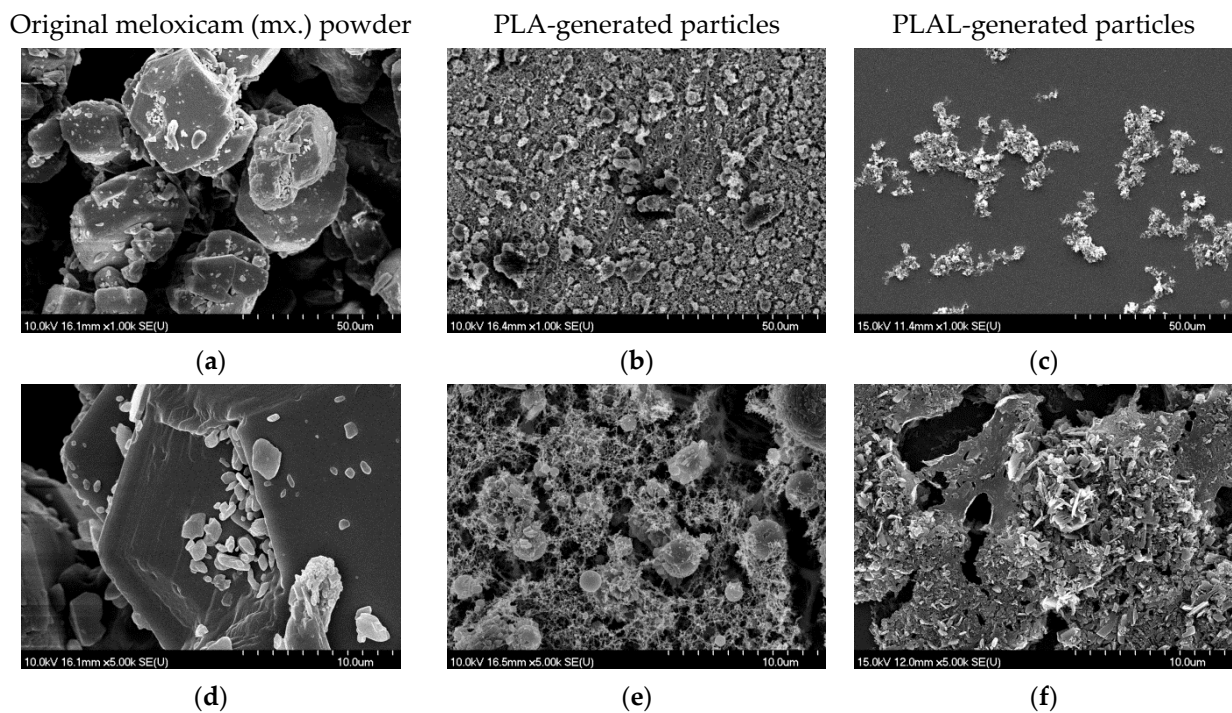 Original meloxicam (mx.) powder
PLA-generated particles
PLAL-generated particles
10.0kV 16.1mm x1.00k SE(U)
50.0um
10.0kV 16.4mm x1.00k SE(U)
50.0um
15.0kV 11.4mm x1.00k SE(U)
50.0um
(a)
(b)
(c)
10.0kV 16.1mm x5.00k SE(U)
10.0um
10.0kV 16.5mm x5.00k SE(U)
10.0um
15.0kV 12.0mm x5.00k SE(U)
10.0um
(d)
(e)
(f)